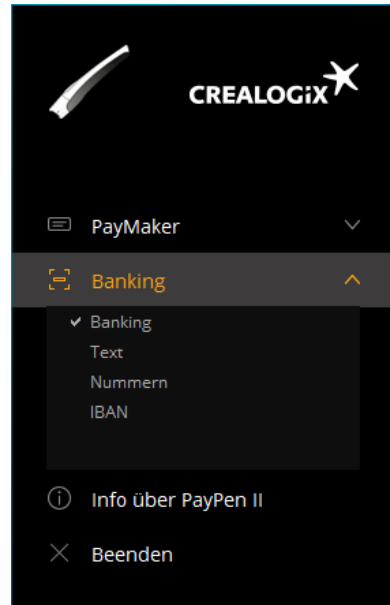 CREALOGiX
PayMaker
Banking
Banking
Text
Nummern
IBAN
Info über PayPen II
Beenden